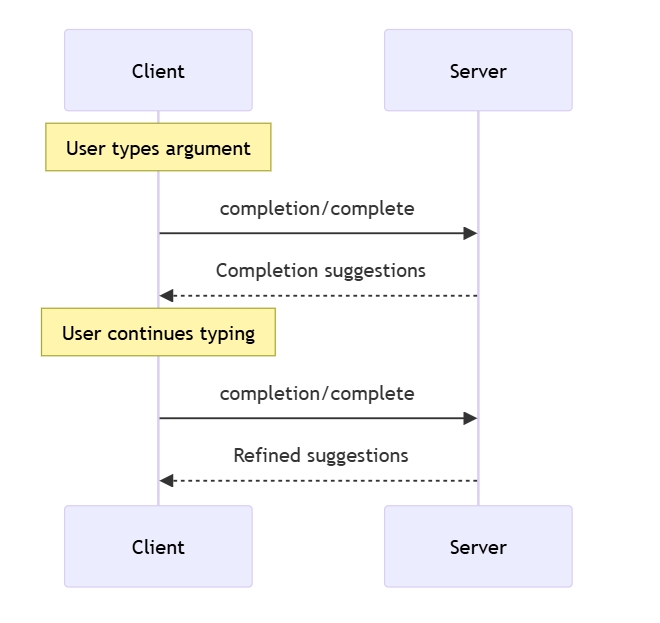 Client
Server
User types argument
completion/complete
Completion suggestions
User continues typing
completion/complete
Refined suggestions
Client
Server